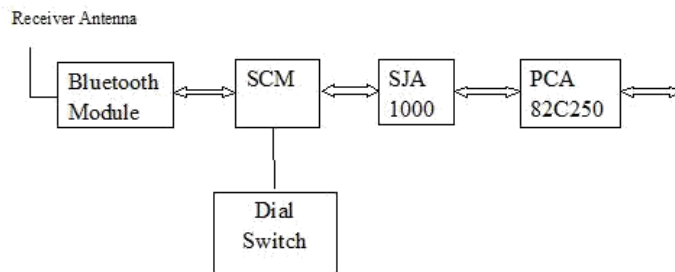 Receiver Antenna
Bluetooth
Module
SCM
SJA
1000
PCA
82C250
Dial
Switch